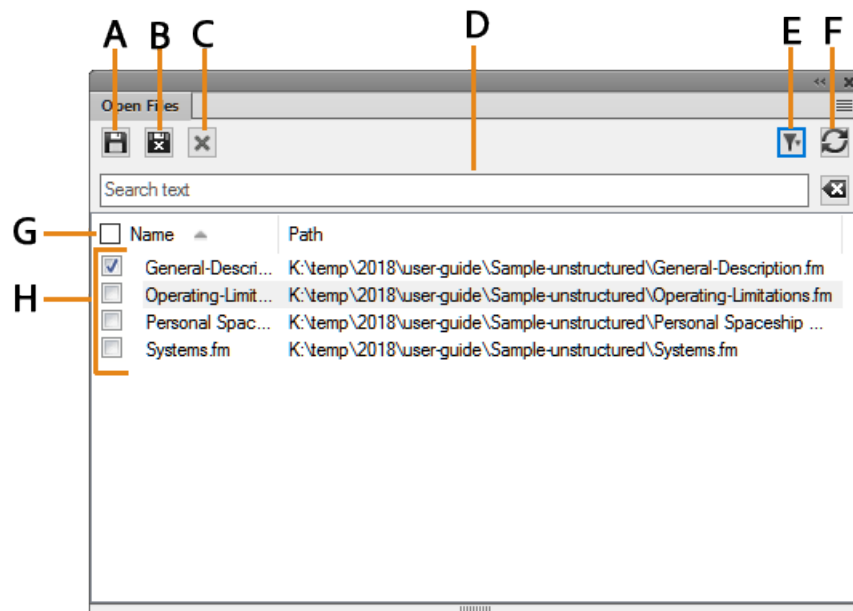 A B C D E F
Open Files
Search text
G Name Path
General-Descri... K:\temp\2018\user-guide\Sample-unstructured\General-Description.fm
H Operating-Limit... K:\temp\2018\user-guide\Sample-unstructured\Operating-Limitations.fm
Personal Spac... K:\temp\2018\user-guide\Sample-unstructured\Personal Spaceship ...
Systems.fm K:\temp\2018\user-guide\Sample-unstructured\Systems.fm